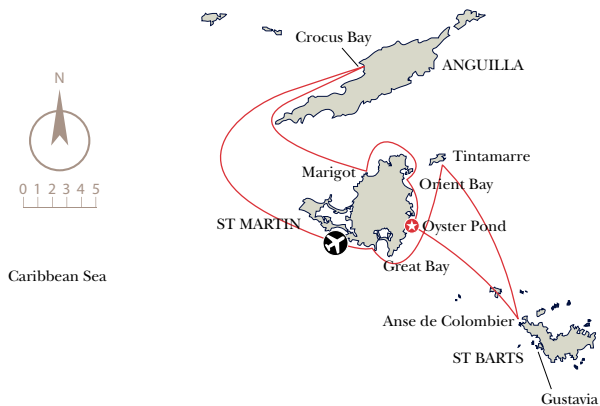 Crocus Bay
ANGUILLA
N
0 1 2 3 4 5
Tintamarre
Marigot
Orient Bay
ST MARTIN
Oyster Pond
Great Bay
Caribbean Sea
Anse de Colombier
ST BARTS
Gustavia